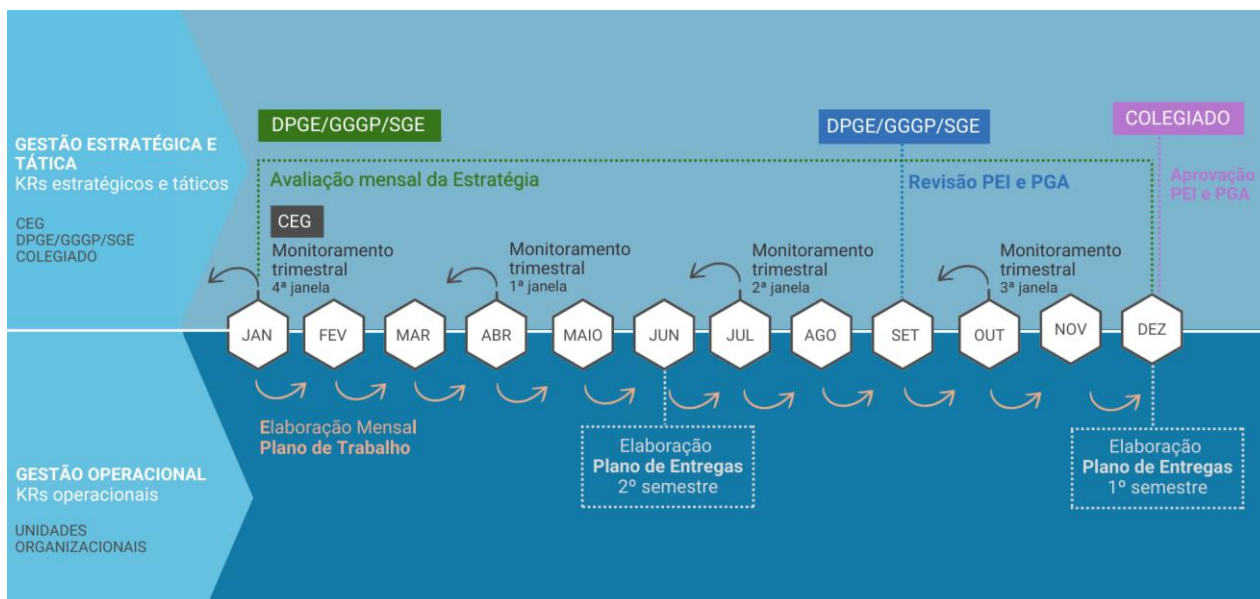 GESTÃO ESTRATÉGICA E
TÁTICA
KRs estratégicos e táticos
CEG
DPGE/GGGP/SGE
COLEGIADO
DPGE/GGGP/SGE
DPGE/GGGP/SGE
COLEGIADO
Avaliação mensal da Estratégia
Revisão PEI e PGA
Aprovação
PEI e PGA
CEG
Monitoramento
trimestral
4ª janela
Monitoramento
trimestral
1ª janela
Monitoramento
trimestral
2ª janela
Monitoramento
trimestral
3ª janela
JAN
FEV
MAR
ABR
MAIO
JUN
JUL
AGO
SET
OUT
NOV
DEZ
GESTÃO OPERACIONAL
KRs operacionais
UNIDADES
ORGANIZACIONAIS
Elaboração Mensal
Plano de Trabalho
Elaboração
Plano de Entregas
2º semestre
Elaboração
Plano de Entregas
1º semestre